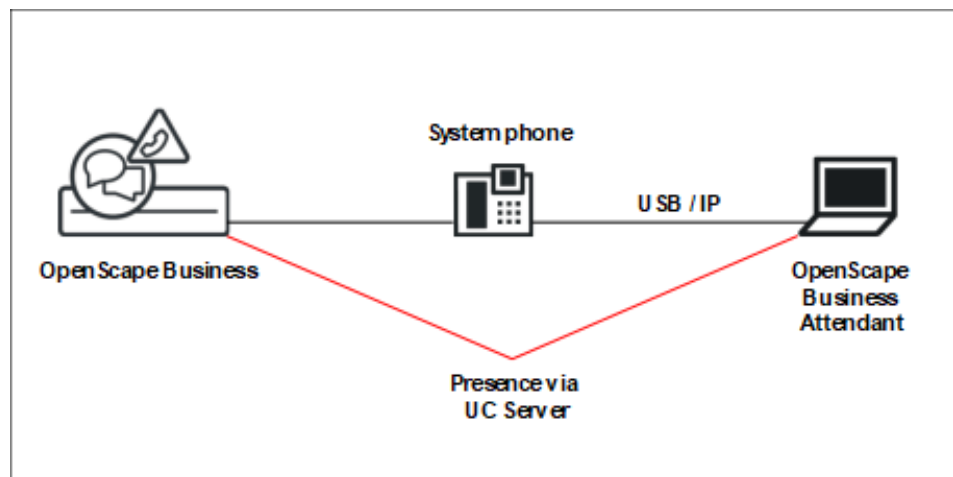 System phone
USB / IP
OpenScape Business
OpenScape
Business
Attendant
Presence via
UC Server